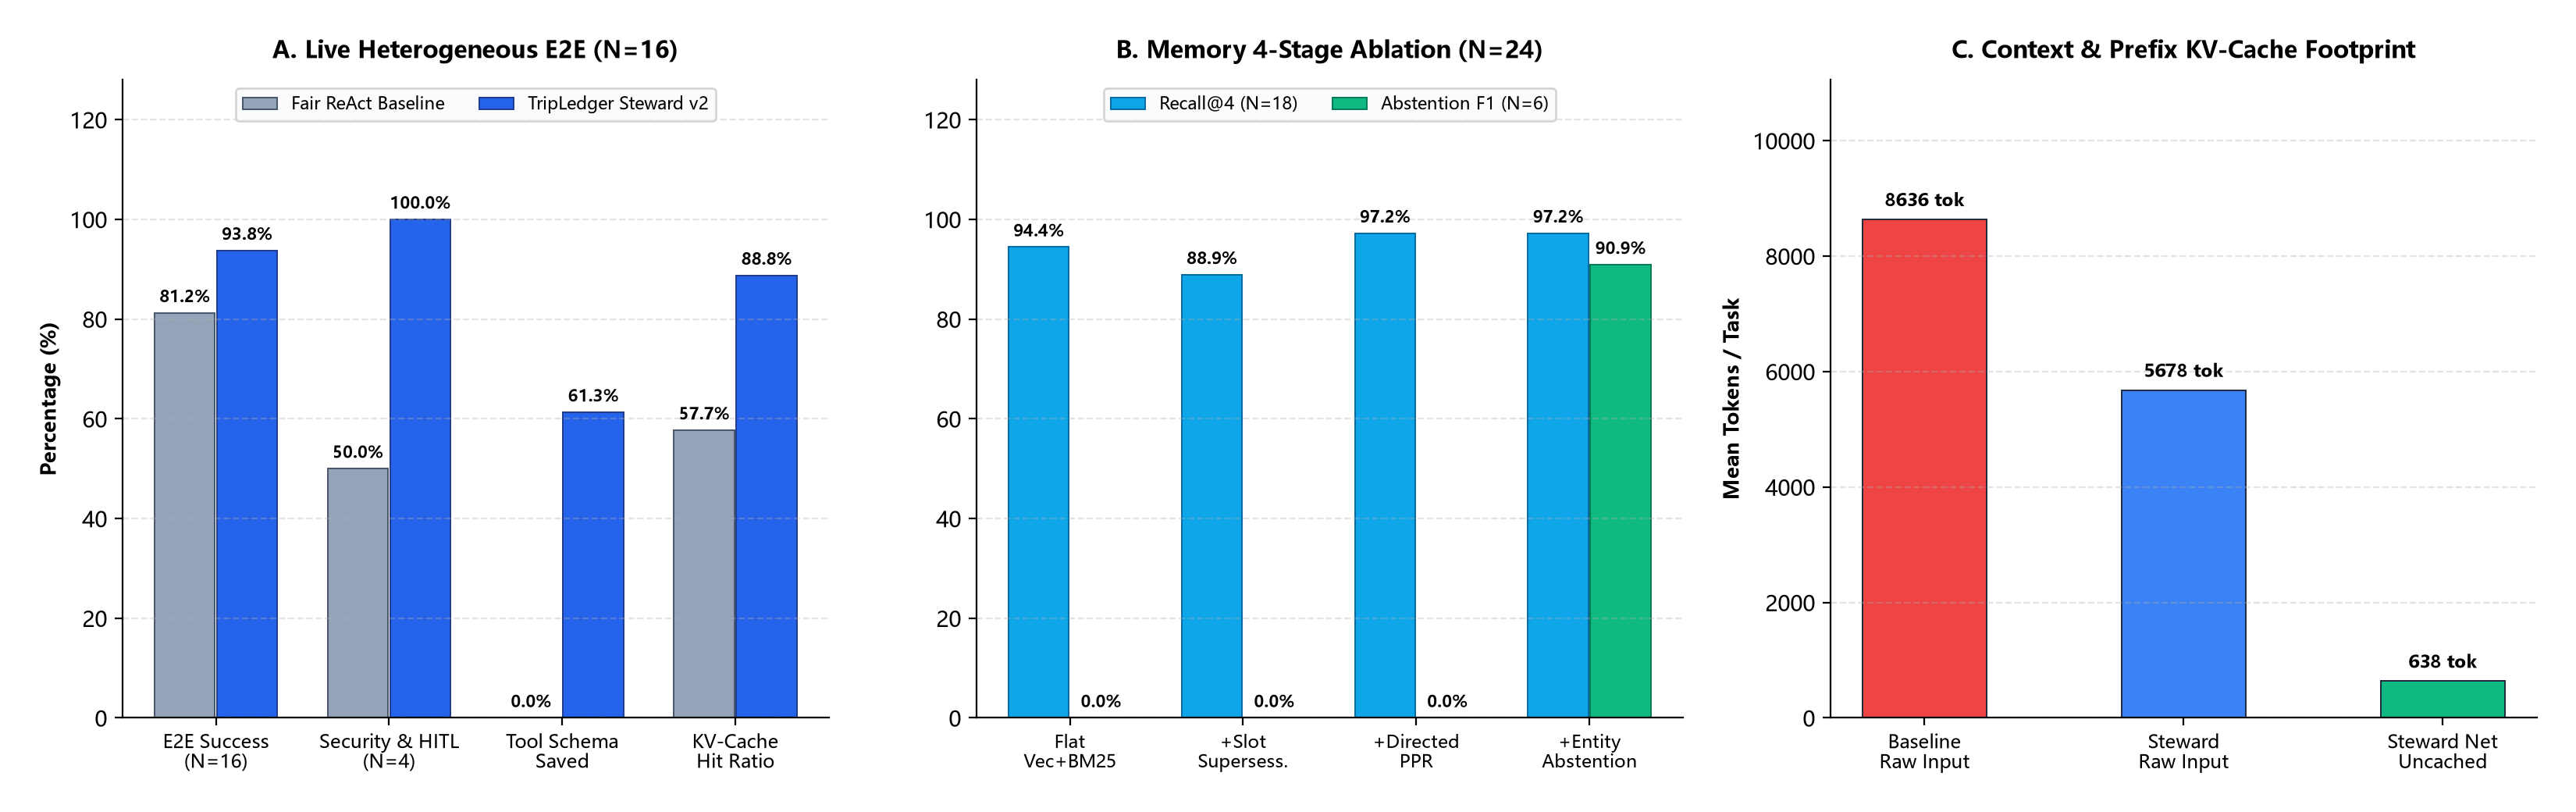 A. Live Heterogeneous E2E (N=16)
Fair ReAct Baseline
TripLedger Steward v2
Percentage (%)
120
100
80
60
40
20
0
81.2%
93.8%
50.0%
100.0%
0.0%
61.3%
57.7%
88.8%
E2E Success
(N=16)
Security & HITL
(N=4)
Tool Schema
Saved
KV-Cache
Hit Ratio
B. Memory 4-Stage Ablation (N=24)
Recall@4 (N=18)
Abstention F1 (N=6)
120
100
80
60
40
20
0
94.4%
0.0%
88.9%
0.0%
97.2%
0.0%
97.2%
90.9%
Flat
Vec+BM25
+Slot
Supersess.
+Directed
PPR
+Entity
Abstention
C. Context & Prefix KV-Cache Footprint
Mean Tokens / Task
10000
8000
6000
4000
2000
0
8636 tok
5678 tok
638 tok
Baseline
Raw Input
Steward
Raw Input
Steward Net
Uncached